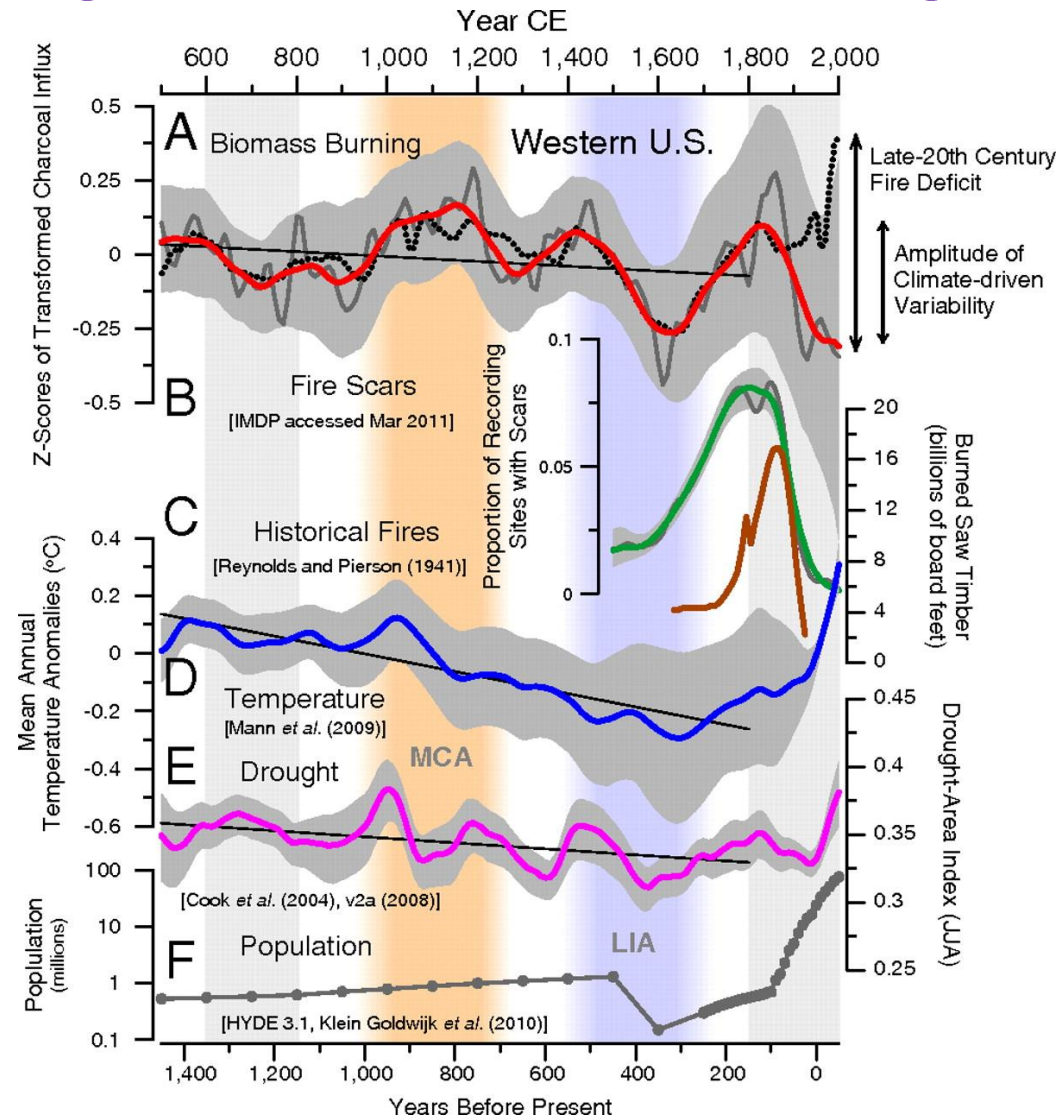 Year CE
600 800 1,000 1,200 1,400 1,600 1,800 2,000
Z-Scores of Transformed Charcoal Influx
0.5
0.25
0
-0.25
-0.5
A
Biomass Burning
Western U.S.
Late-20th Century
Fire Deficit
Amplitude of
Climate-driven
Variability
B
Fire Scars
[IMDP accessed Mar 2011]
Proportion of Recording
Sites with Scars
0.1
0.05
0
C
Historical Fires
[Reynolds and Pierson (1941)]
Burned Saw Timber
(billions of board feet)
20
16
12
8
4
0
Mean Annual
Temperature Anomalies (ºC)
0.4
0.2
0
-0.2
-0.4
-0.6
D
Temperature
[Mann et al. (2009)]
MCA
E
Drought
[Cook et al. (2004), v2a (2008)]
Drought-Area Index (JJA)
0.45
0.4
0.35
0.3
0.25
Poplulation
(millions)
100
10
1
0.1
F
Population
LIA
[HYDE 3.1, Klein Goldwijk et al. (2010)]
1,400 1,200 1,000 800 600 400 200 0
Years Before Present